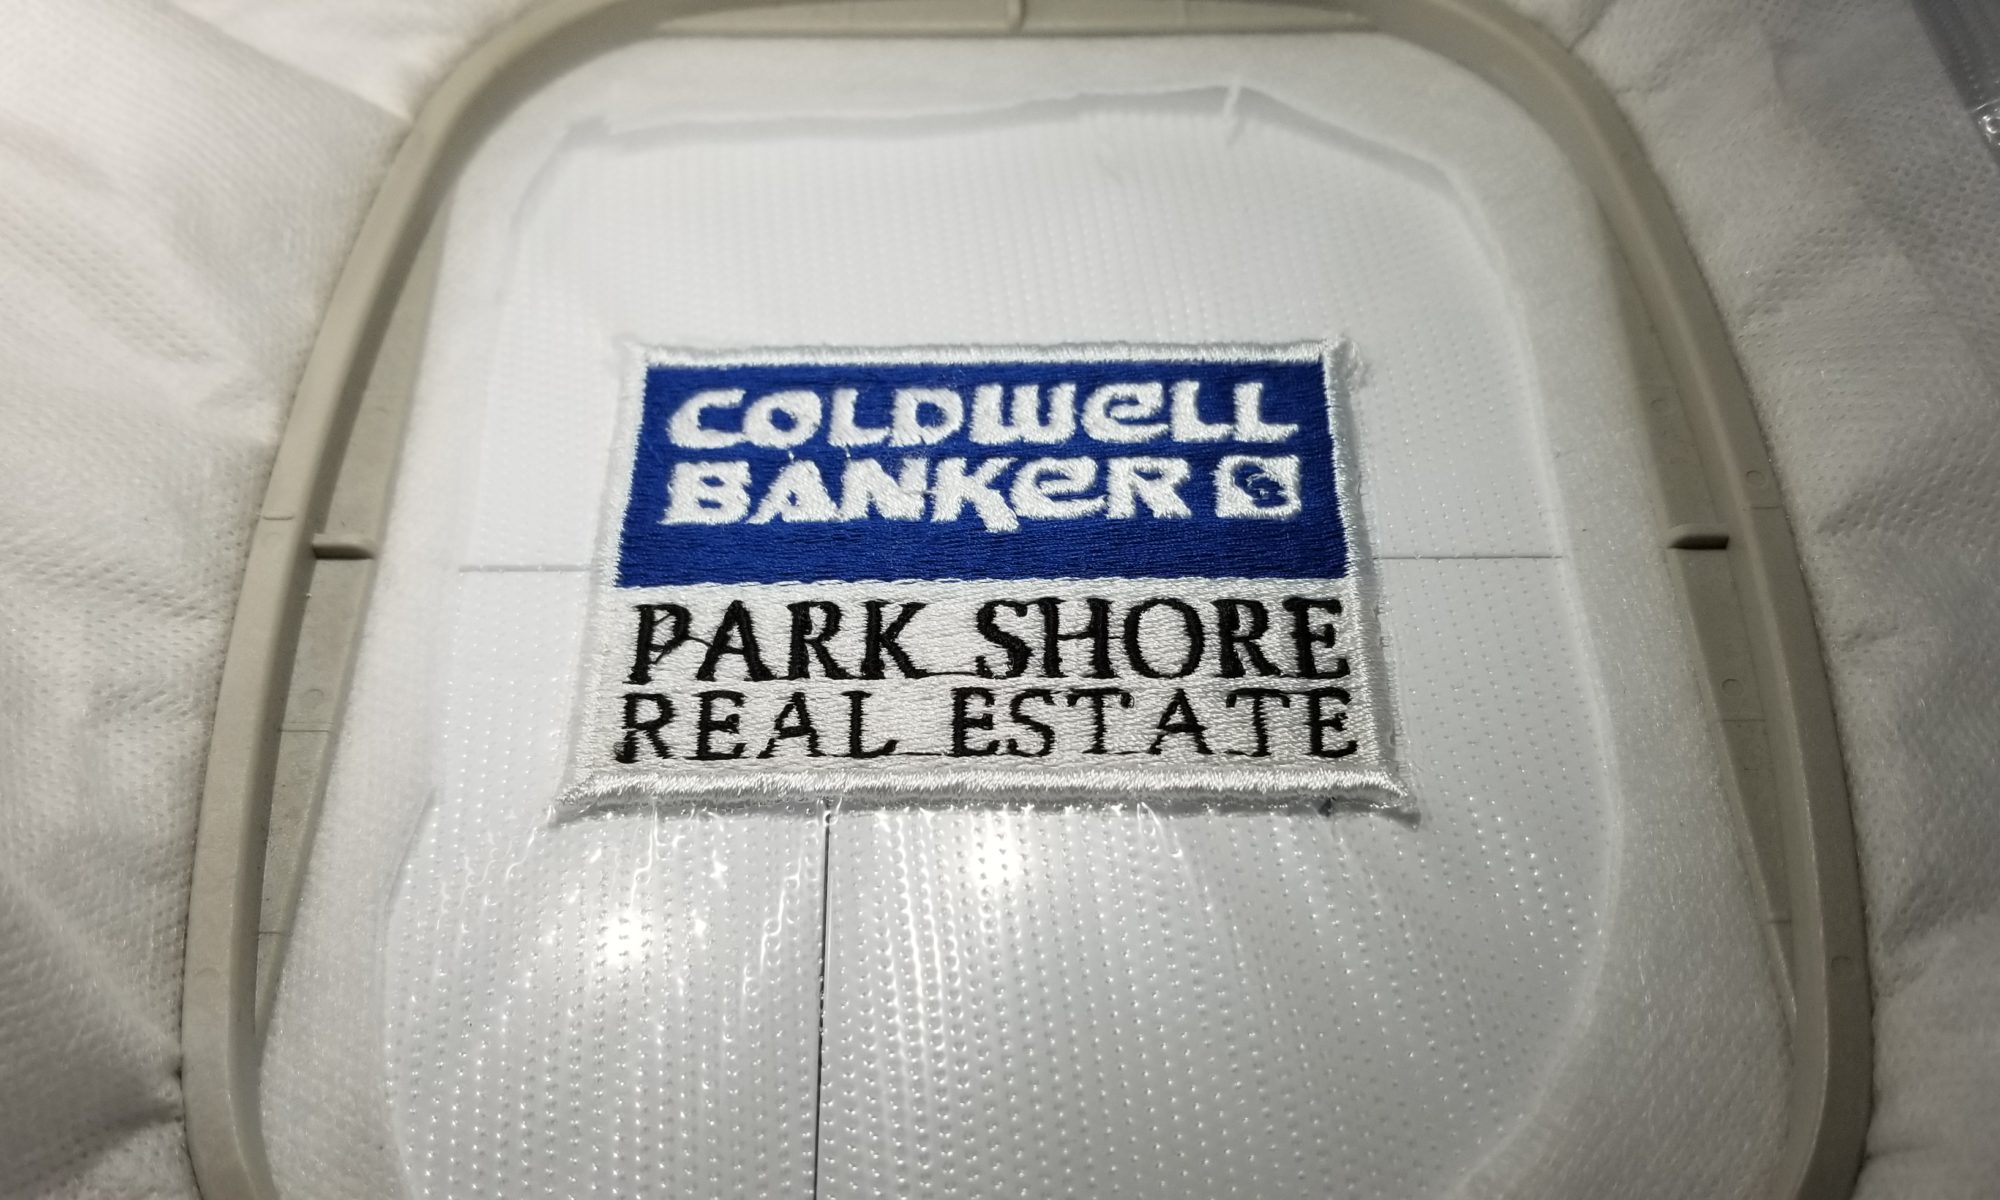 COLDWELL
BANKER
PARK SHORE
REAL ESTATE